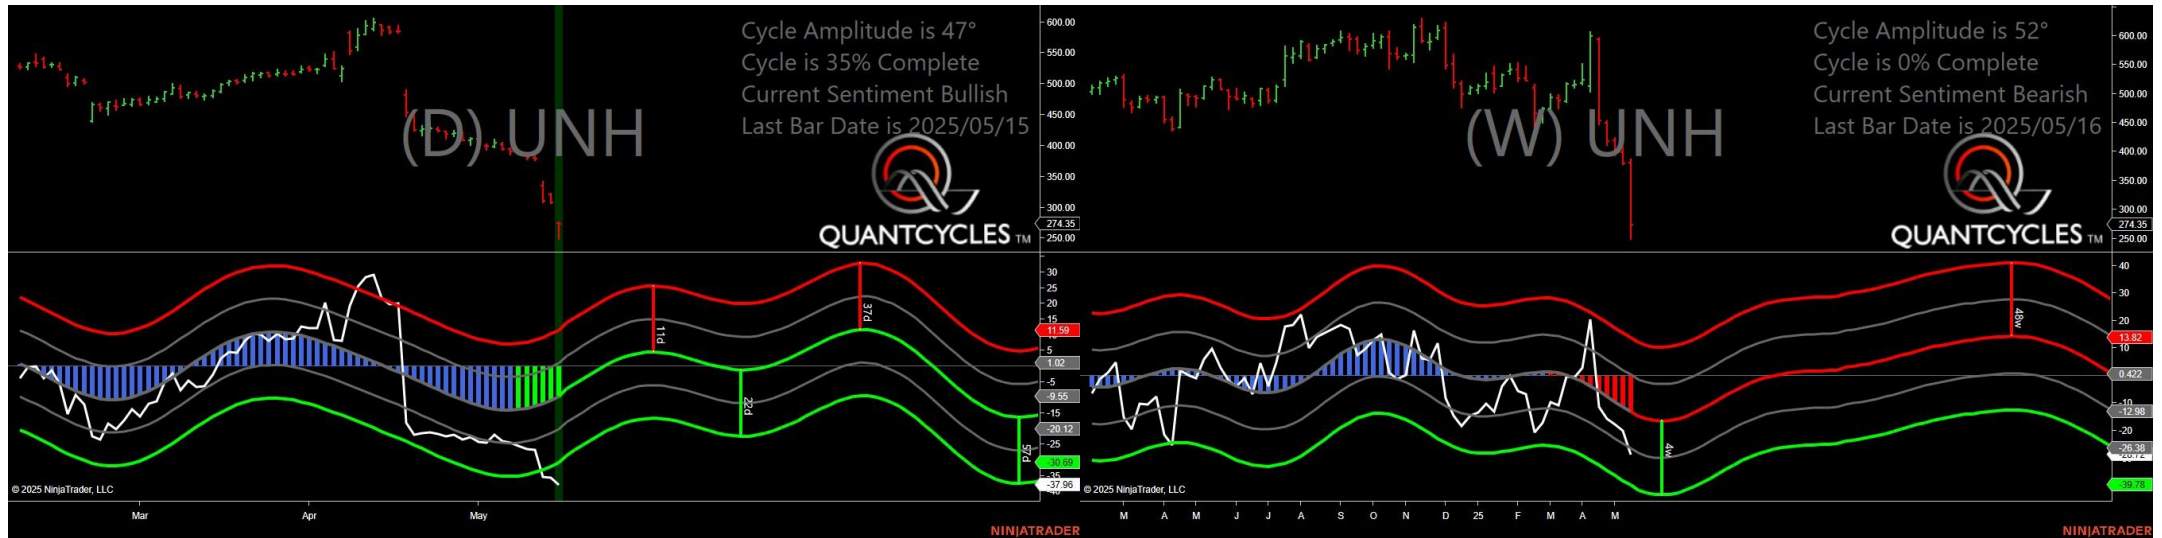 Cycle Amplitude is 47°
Cycle is 35% Complete
Current Sentiment Bullish
Last Bar Date is 2025/05/15
(D) UNH
QUANTCYCLES TM
600.00
550.00
500.00
450.00
400.00
350.00
300.00
274.35
250.00
30
25
20
15
11.59
5
1.02
-5
-9.55
-15
-20.12
-25
-30.69
-35
-37.96
-40
11d
22d
37d
57d
© 2025 NinjaTrader, LLC
Mar Apr May
NINJATRADER
Cycle Amplitude is 52°
Cycle is 0% Complete
Current Sentiment Bearish
Last Bar Date is 2025/05/16
(W) UNH
QUANTCYCLES TM
600.00
550.00
500.00
450.00
400.00
350.00
300.00
274.35
250.00
40
30
20
13.82
10
0.422
-10
-12.98
-20
-26.38
-39.78
4w
48w
© 2025 NinjaTrader, LLC
M A M J J A S O N D 25 F M A M
NINJATRADER